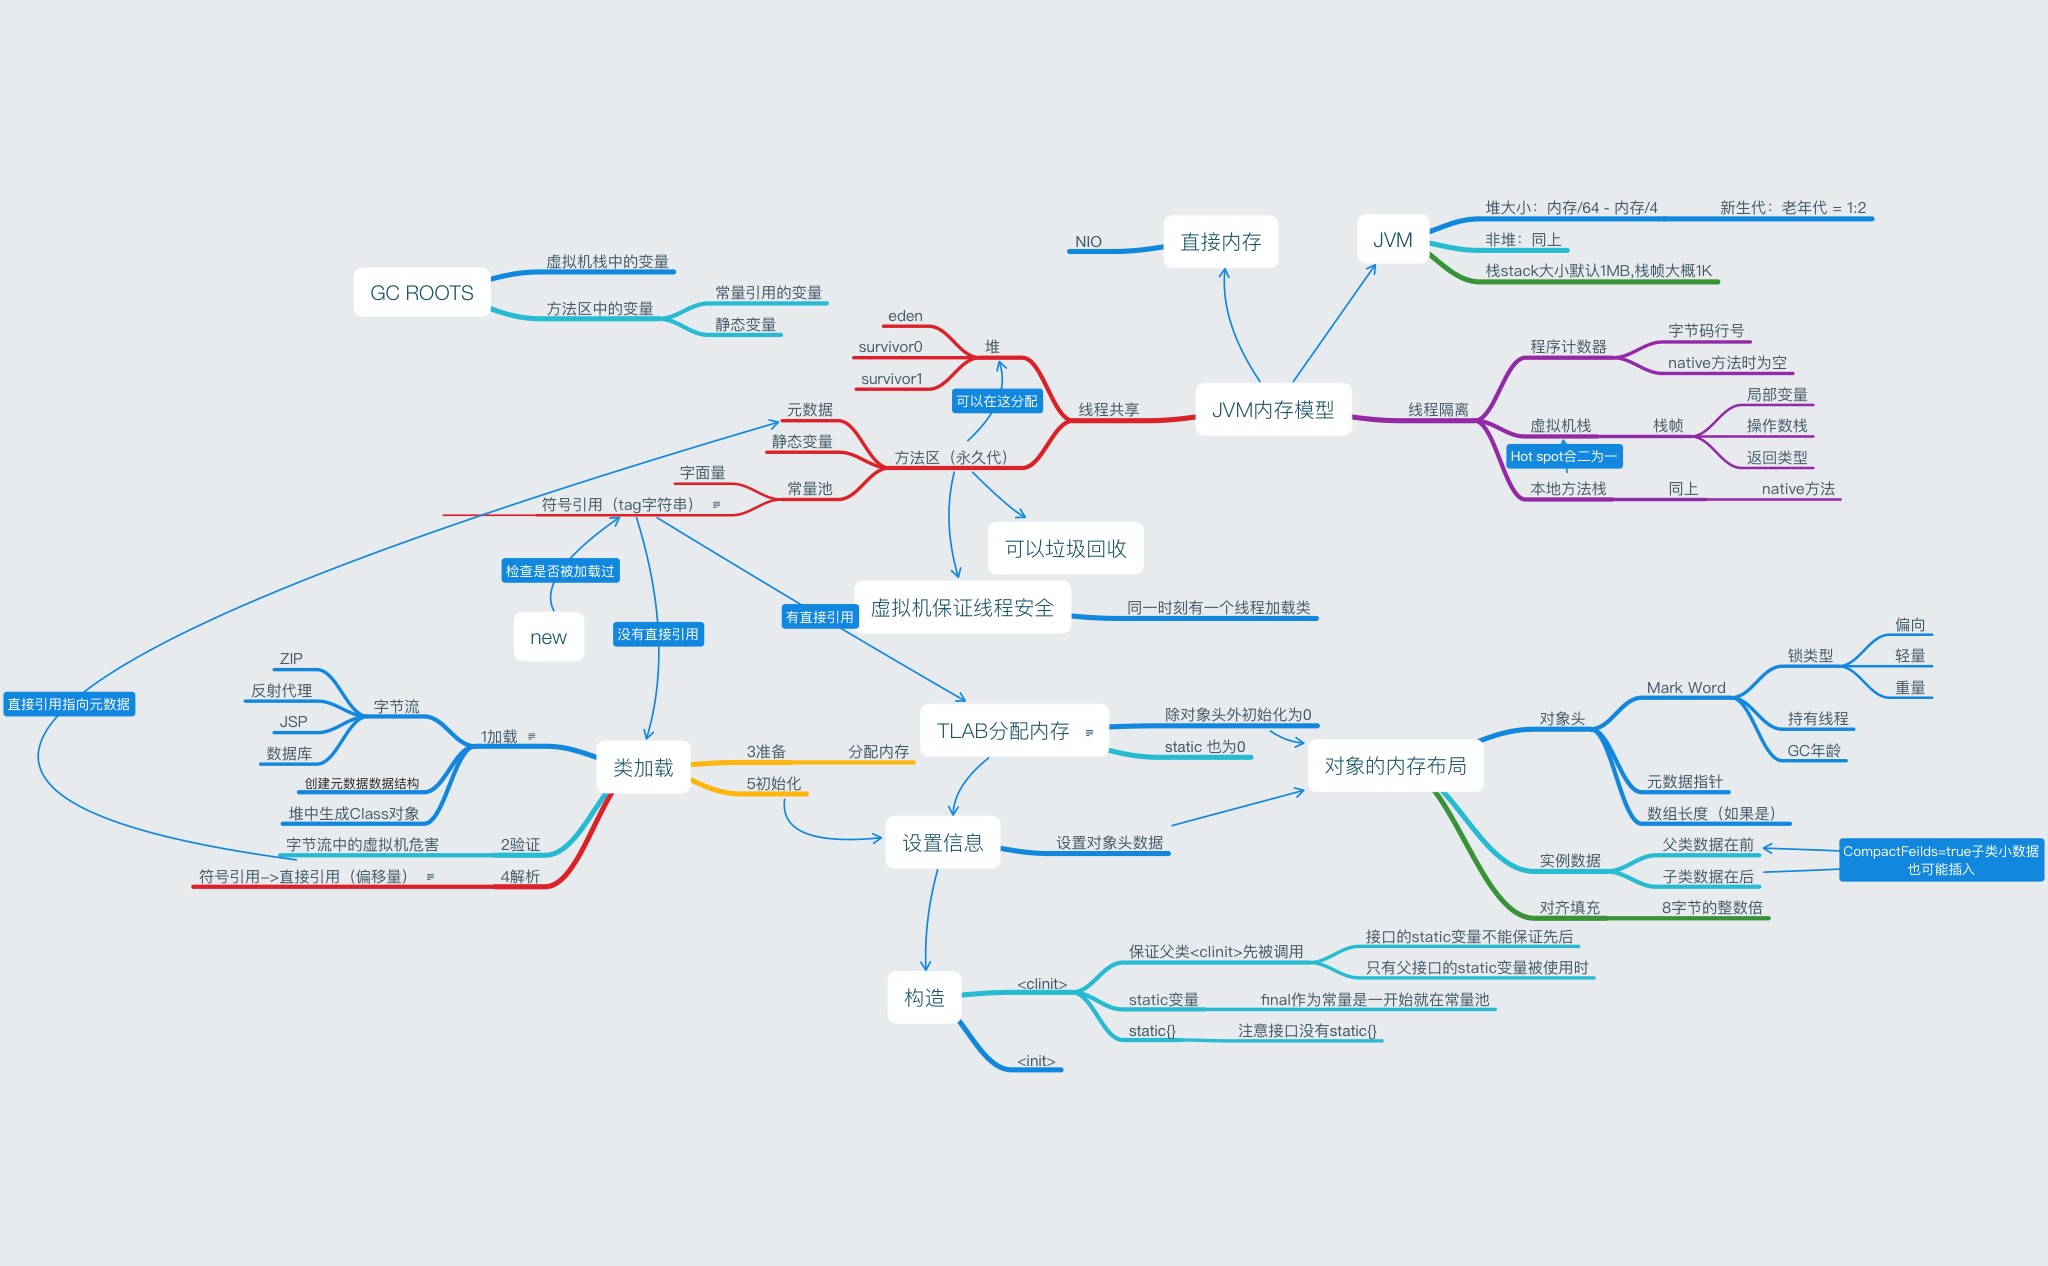 GC ROOTS
虚拟机栈中的变量
方法区中的变量
常量引用的变量
静态变量
NIO
直接内存
JVM
堆大小：内存/64 - 内存/4
新生代：老年代 = 1:2
非堆：同上
栈stack大小默认1MB,栈帧大概1K
JVM内存模型
线程共享
堆
eden
survivor0
survivor1
可以在这分配
方法区（永久代）
元数据
静态变量
常量池
字面量
符号引用（tag字符串）
线程隔离
程序计数器
字节码行号
native方法时为空
虚拟机栈
栈帧
局部变量
操作数栈
返回类型
Hot spot合二为一
本地方法栈
同上
native方法
可以垃圾回收
虚拟机保证线程安全
同一时刻有一个线程加载类
检查是否被加载过
new
没有直接引用
有直接引用
直接引用指向元数据
类加载
1加载
字节流
ZIP
反射代理
JSP
数据库
创建元数据数据结构
堆中生成Class对象
2验证
字节流中的虚拟机危害
4解析
符号引用->直接引用（偏移量）
3准备
分配内存
5初始化
TLAB分配内存
除对象头外初始化为0
static 也为0
设置信息
设置对象头数据
对象的内存布局
对象头
Mark Word
锁类型
偏向
轻量
重量
持有线程
GC年龄
元数据指针
数组长度（如果是）
实例数据
父类数据在前
子类数据在后
CompactFeilds=true子类小数据
也可能插入
对齐填充
8字节的整数倍
构造
<clinit>
保证父类<clinit>先被调用
接口的static变量不能保证先后
只有父接口的static变量被使用时
static变量
final作为常量是一开始就在常量池
static{}
注意接口没有static{}
<init>